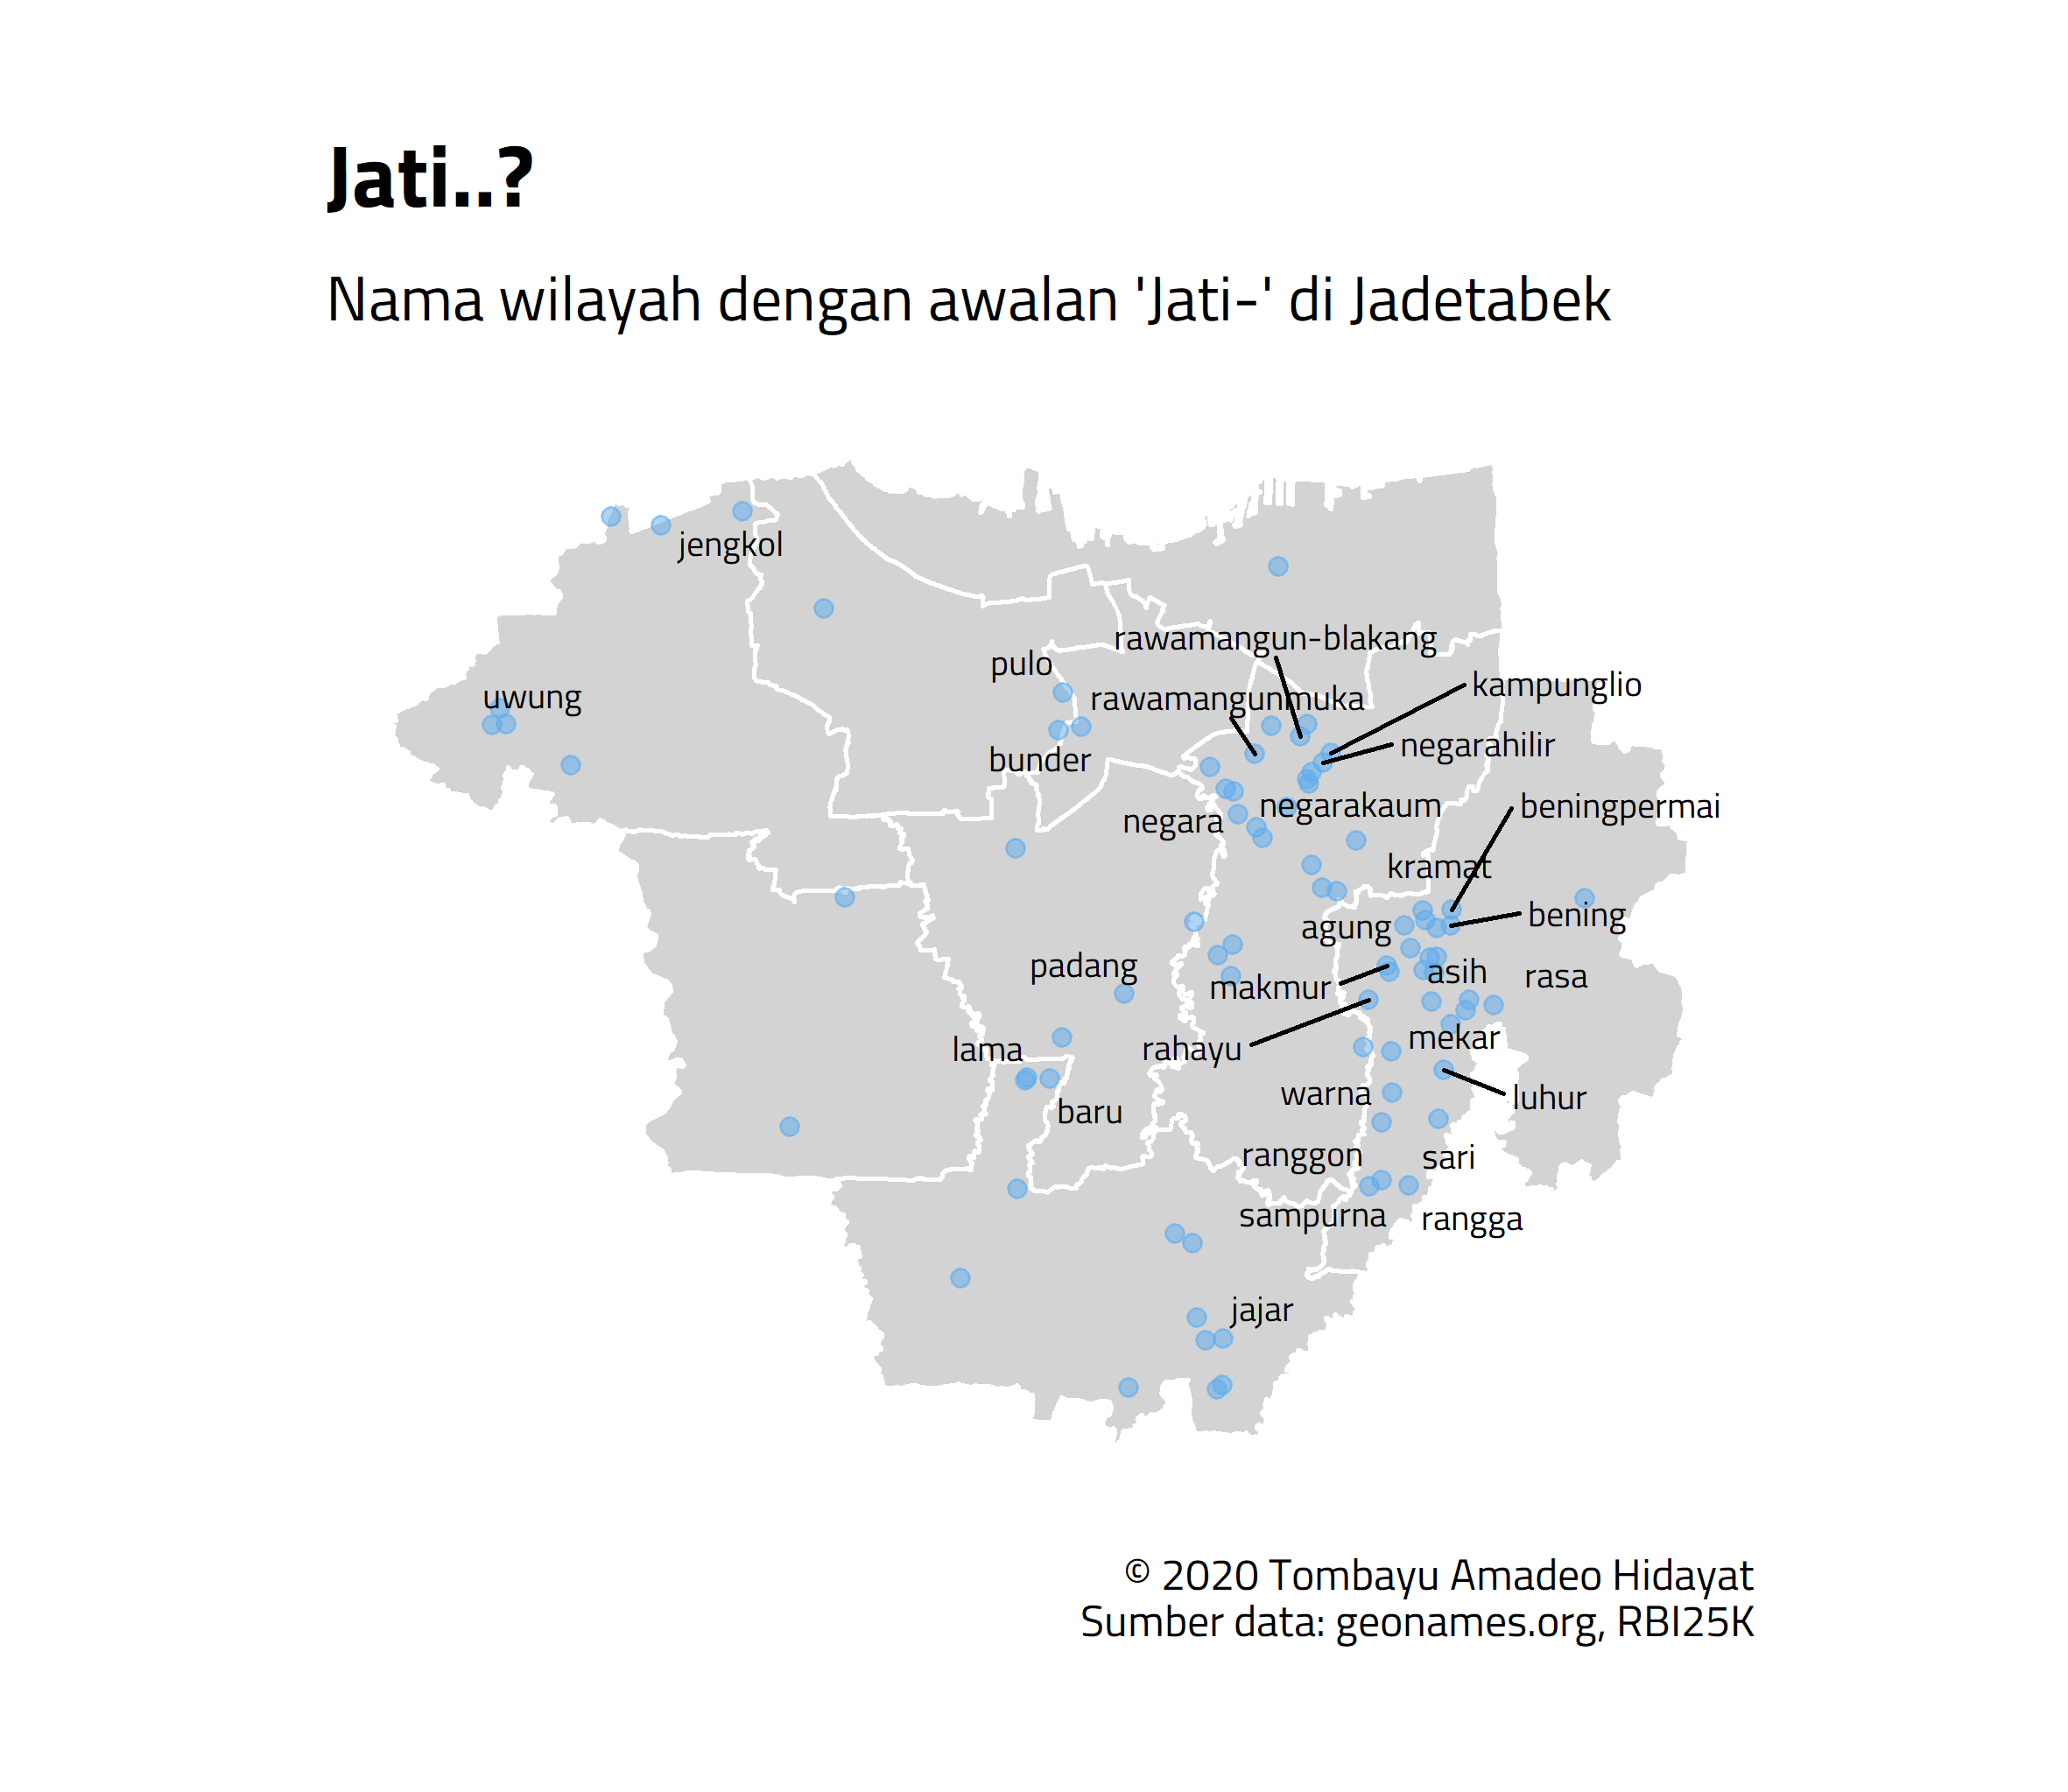 Jati..?
Nama wilayah dengan awalan 'Jati-' di Jadetabek
jengkol
rawamangun-blakang
pulo
kampunglio
uwung
rawamangunmuka
negarahilir
bunder
negarakaum
beningpermai
negara
kramat
bening
agung
padang
asih
rasa
makmur
mekar
lama
rahayu
warna
luhur
baru
ranggon
sari
sampurna
rangga
jajar
© 2020 Tombayu Amadeo Hidayat
Sumber data: geonames.org, RBI25K